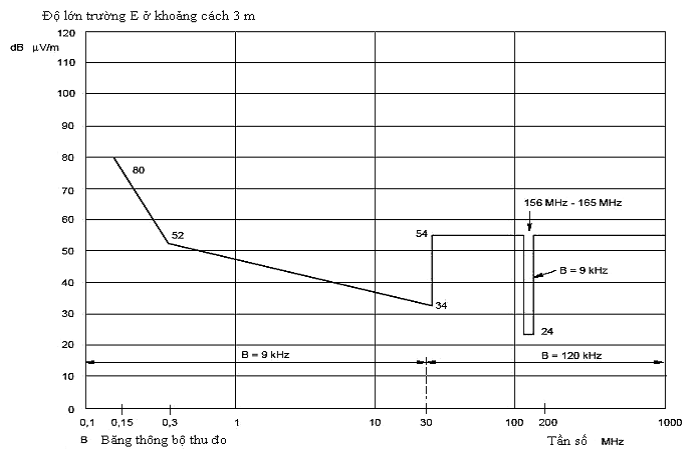 Độ lớn trường E ở khoảng cách 3 m
dB µV/m
120
110
100
90
80
70
60
50
40
30
20
10
0
80
52
54
34
156 MHz - 165 MHz
B = 9 kHz
24
B = 9 kHz
B = 120 kHz
0,1 0,15 0,3 1 10 30 100 200 1000
B Băng thông bộ thu đo
Tần số MHz